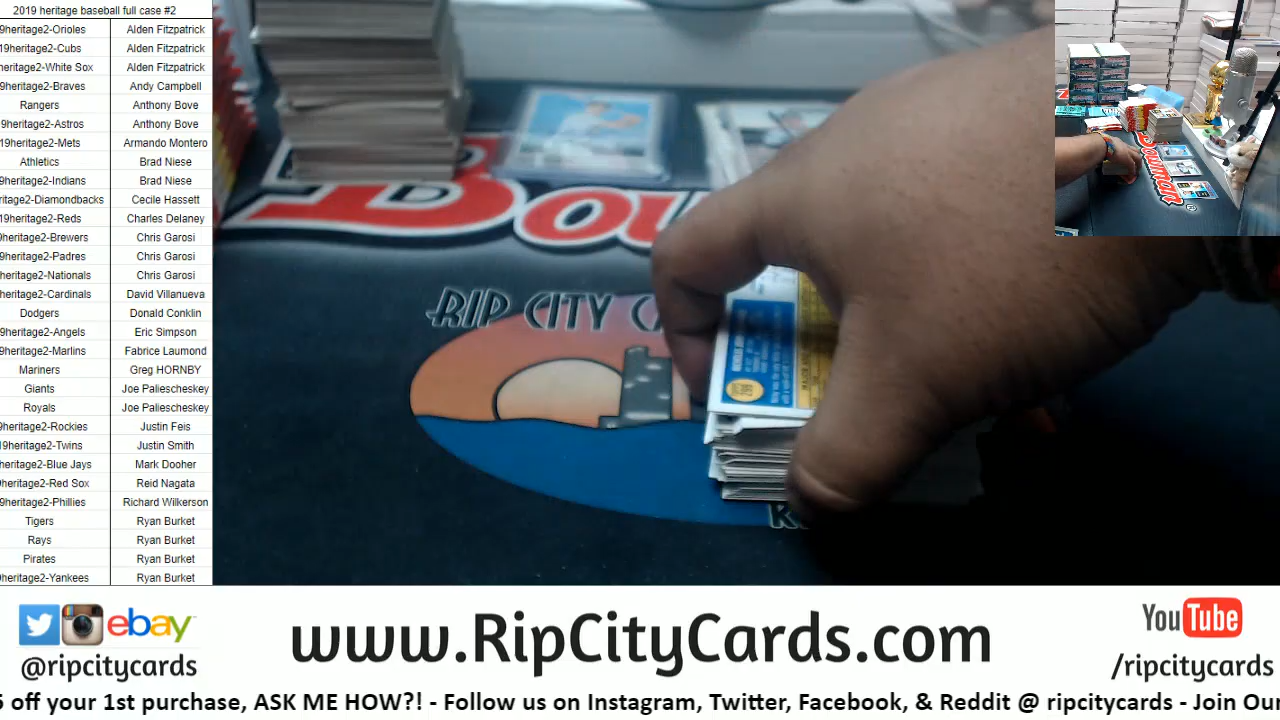 2019 heritage baseball full case #2
9heritage2-Orioles Alden Fitzpatrick
19heritage2-Cubs Alden Fitzpatrick
heritage2-White Sox Alden Fitzpatrick
9heritage2-Braves Andy Campbell
Rangers Anthony Bove
9heritage2-Astros Anthony Bove
19heritage2-Mets Armando Montero
Athletics Brad Niese
9heritage2-Indians Brad Niese
ritage2-Diamondbacks Cecile Hassett
19heritage2-Reds Charles Delaney
9heritage2-Brewers Chris Garosi
9heritage2-Padres Chris Garosi
heritage2-Nationals Chris Garosi
heritage2-Cardinals David Villanueva
Dodgers Donald Conklin
9heritage2-Angels Eric Simpson
9heritage2-Marlins Fabrice Laumond
Mariners Greg HORNBY
Giants Joe Paliescheskey
Royals Joe Paliescheskey
9heritage2-Rockies Justin Feis
19heritage2-Twins Justin Smith
heritage2-Blue Jays Mark Dooher
heritage2-Red Sox Reid Nagata
9heritage2-Phillies Richard Wilkerson
Tigers Ryan Burket
Rays Ryan Burket
Pirates Ryan Burket
heritage2-Yankees Ryan Burket
Bow
RIP CITY CA
Bowman
ebay
@ripcitycards
www.RipCityCards.com
YouTube
/ripcitycards
5 off your 1st purchase, ASK ME HOW?! - Follow us on Instagram, Twitter, Facebook, & Reddit @ ripcitycards - Join Our